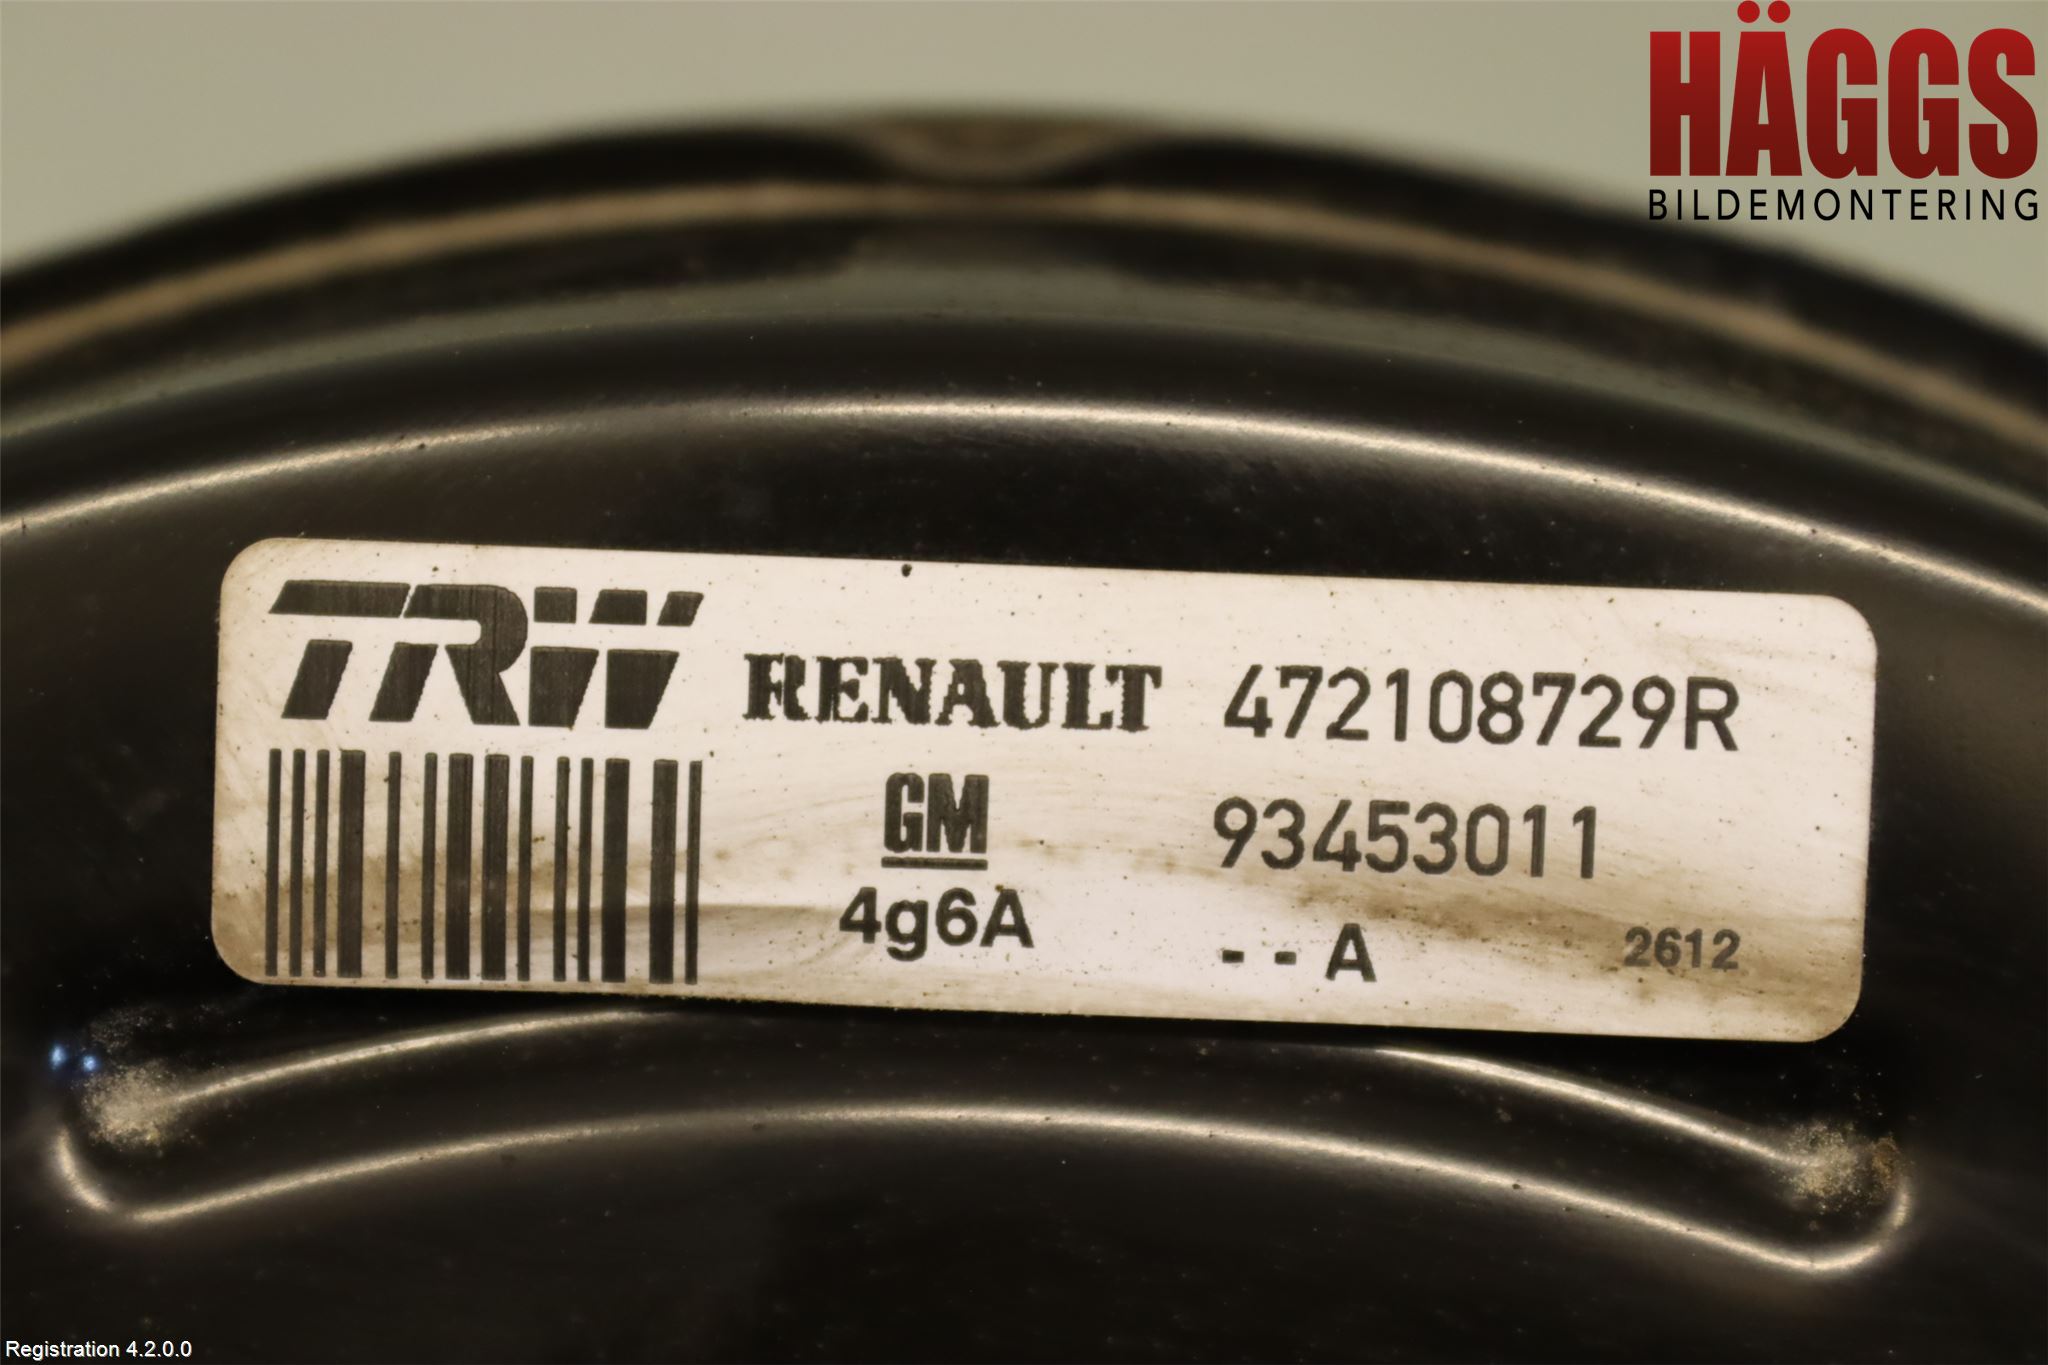 HÄGGS
BILDEMONTERING
TRW RENAULT 472108729R
GM 93453011
4g6A - - A 2612
Registration 4.2.0.0